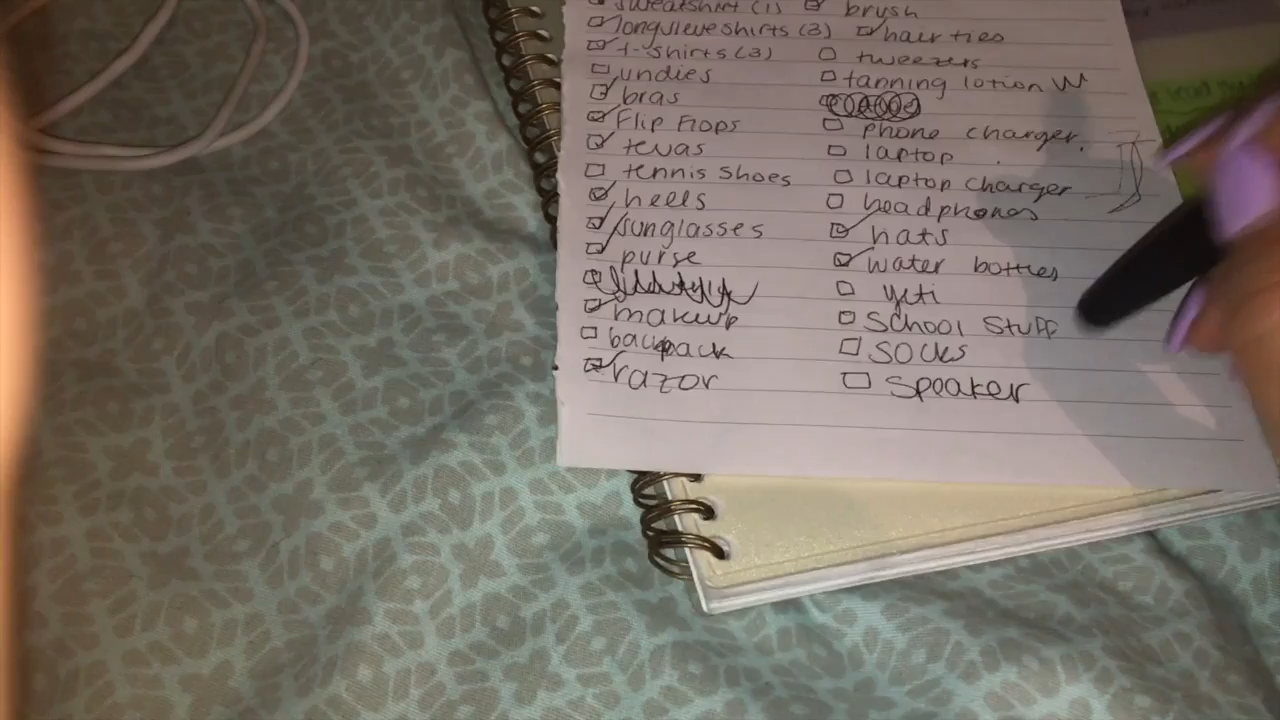 sweatshirt (1)
longsleeve shirts (3)
t-shirts (3)
undies
bras
Flip Flops
tevas
tennis shoes
heels
sunglasses
purse
makeup
backpack
razor
brush
hair ties
tweezers
tanning lotion
phone charger.
laptop
laptop charger
headphones
hats
water bottles
yeti
School Stuff
socks
speaker